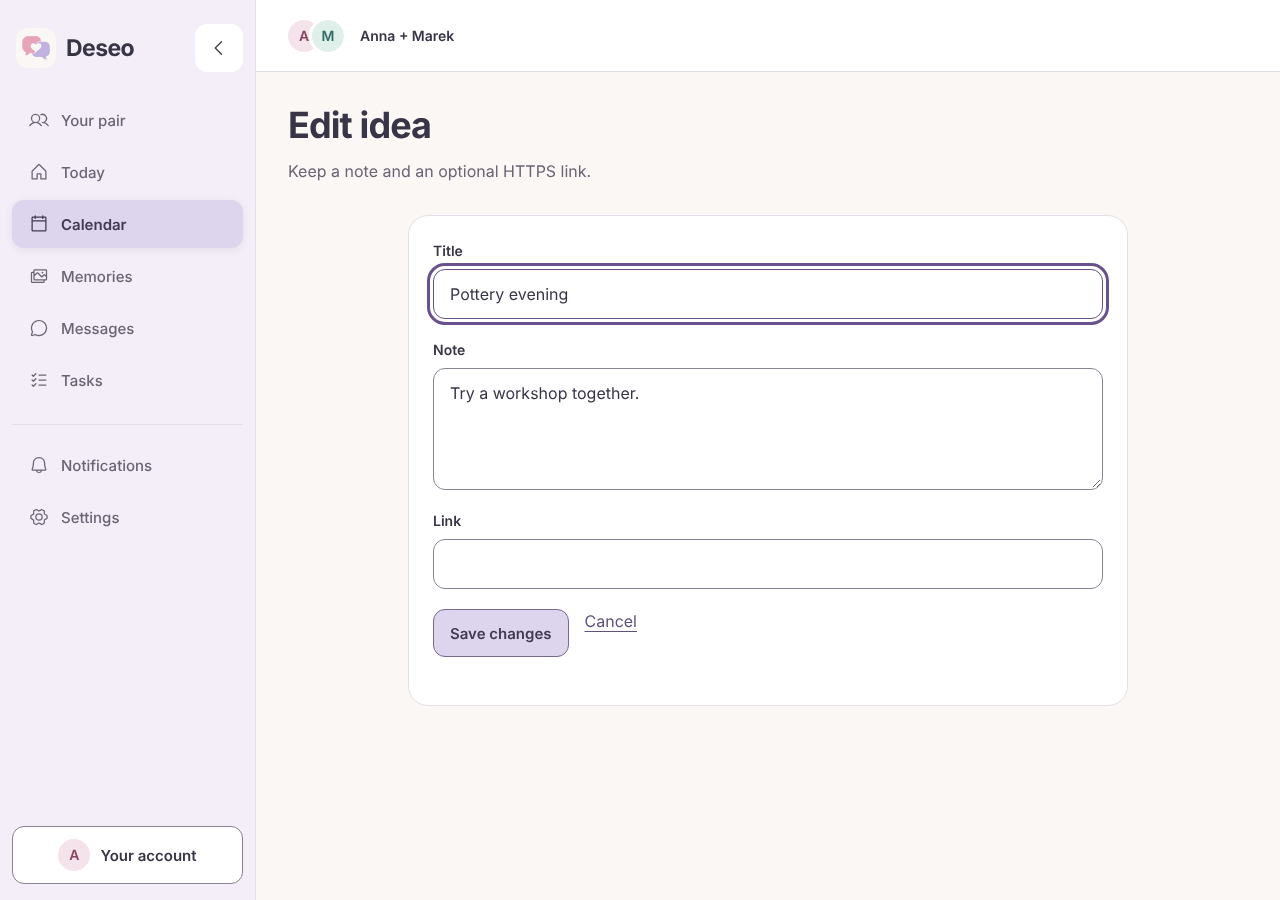 Deseo
Your pair
Today
Calendar
Memories
Messages
Tasks
Notifications
Settings
A
Your account
A
M
Anna + Marek
Edit idea
Keep a note and an optional HTTPS link.
Title
Pottery evening
Note
Try a workshop together.
Link
Save changes
Cancel